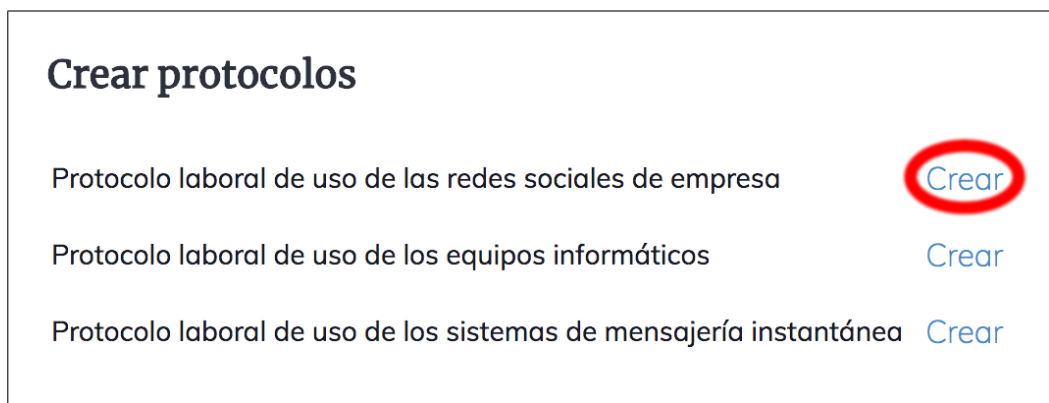 Crear protocolos
Protocolo laboral de uso de las redes sociales de empresa Crear
Protocolo laboral de uso de los equipos informáticos Crear
Protocolo laboral de uso de los sistemas de mensajería instantánea Crear